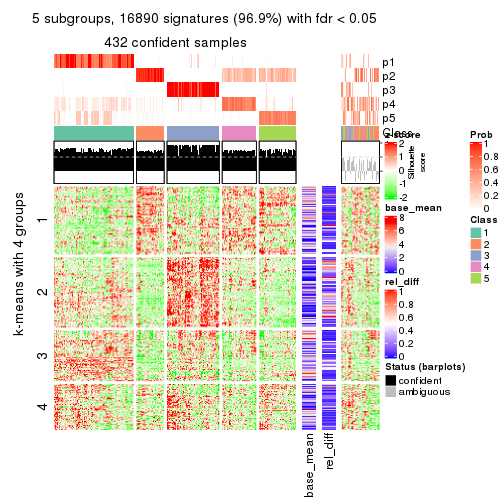 5 subgroups, 16890 signatures (96.9%) with fdr < 0.05
432 confident samples
p1
p2
p3
p4
p5
Class
Silhouette
score
z-score
2
1
0
-1
-2
base_mean
8
6
4
2
0
rel_diff
1
0.8
0.6
0.4
0.2
0
Status (barplots)
confident
ambiguous
Prob
1
0.8
0.6
0.4
0.2
0
Class
1
2
3
4
5
k-means with 4 groups
1
2
3
4
base_mean
rel_diff